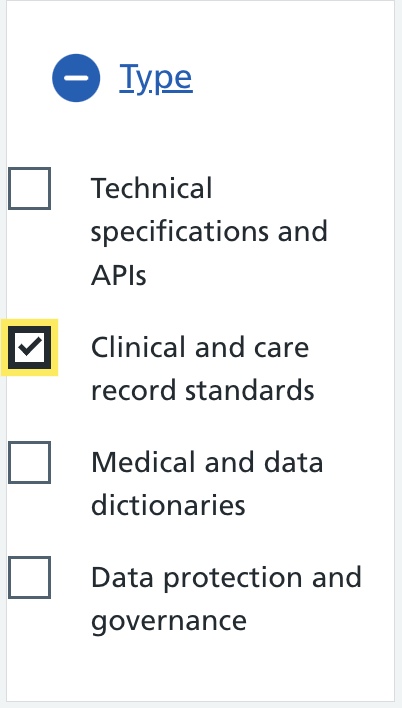 Type
Technical
specifications and
APIs
Clinical and care
record standards
Medical and data
dictionaries
Data protection and
governance